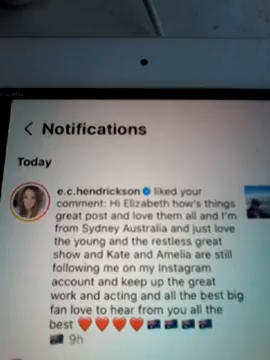 Notifications
Today
e.c.hendrickson liked your
comment: Hi Elizabeth how's things
great post and love them all and I'm
from Sydney Australia and just love
the young and the restless great
show and Kate and Amelia are still
following me on my Instagram
account and keep up the great
work and acting and all the best big
fan love to hear from you all the
best ❤️❤️❤️❤️🇦🇺🇦🇺🇦🇺🇦🇺
🇦🇺 9h